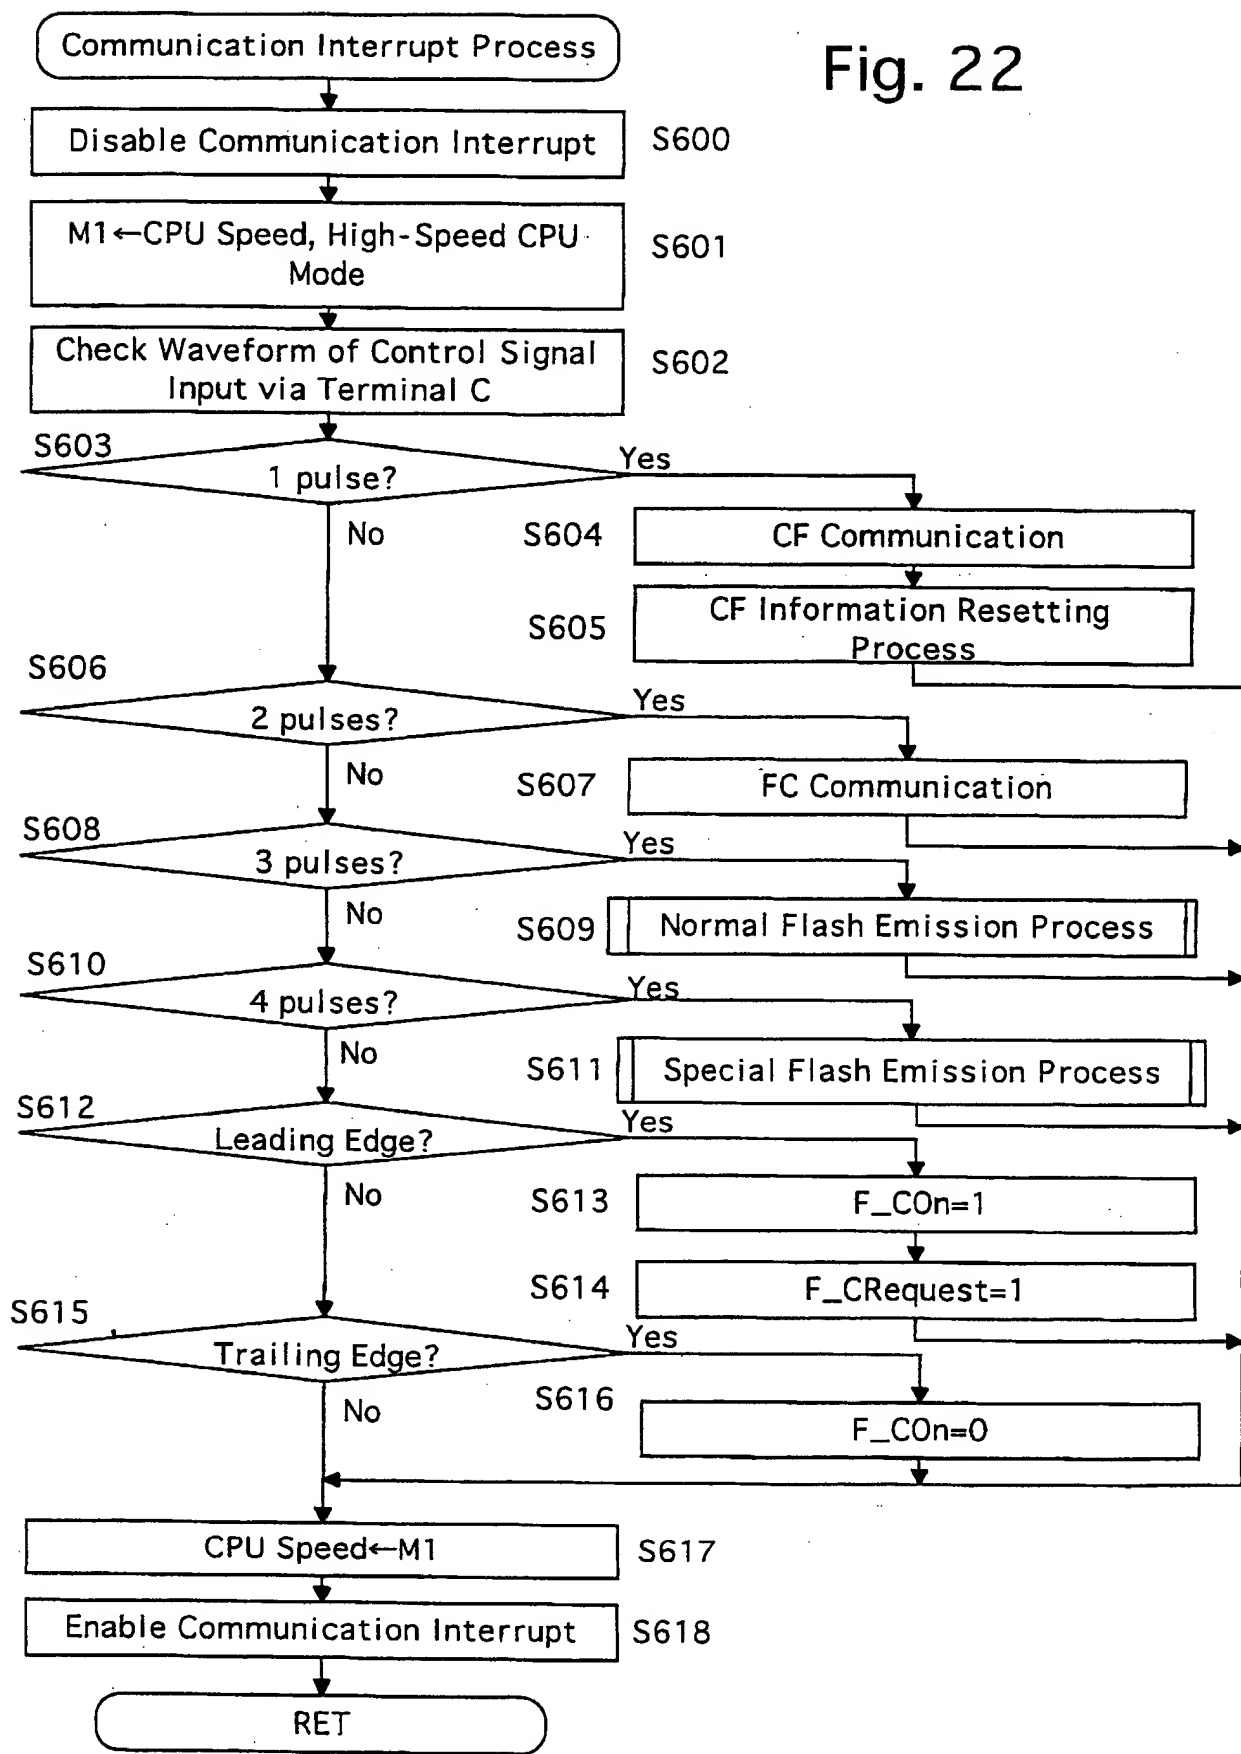 Communication Interrupt Process
Fig. 22
Disable Communication Interrupt
S600
M1←CPU Speed, High-Speed CPU
Mode
S601
Check Waveform of Control Signal
Input via Terminal C
S602
S603
1 pulse?
Yes
No
S604
CF Communication
S605
CF Information Resetting
Process
S606
2 pulses?
Yes
No
S607
FC Communication
S608
3 pulses?
Yes
No
S609
Normal Flash Emission Process
S610
4 pulses?
Yes
No
S611
Special Flash Emission Process
S612
Leading Edge?
Yes
No
S613
F_COn=1
S614
F_CRequest=1
S615
Trailing Edge?
Yes
No
S616
F_COn=0
CPU Speed←M1
S617
Enable Communication Interrupt
S618
RET